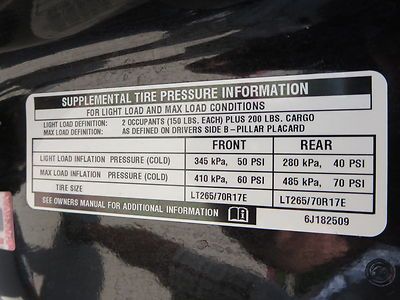 SUPPLEMENTAL TIRE PRESSURE INFORMATION
FOR LIGHT LOAD AND MAX LOAD CONDITIONS
LIGHT LOAD DEFINITION: 2 OCCUPANTS (150 LBS. EACH) PLUS 200 LBS. CARGO
MAX LOAD DEFINITION: AS DEFINED ON DRIVERS SIDE B-PILLAR PLACARD
FRONT REAR
LIGHT LOAD INFLATION PRESSURE (COLD) 345 kPa, 50 PSI 280 kPa, 40 PSI
MAX LOAD INFLATION PRESSURE (COLD) 410 kPa, 60 PSI 485 kPa, 70 PSI
TIRE SIZE LT265/70R17E LT265/70R17E
SEE OWNERS MANUAL FOR ADDITIONAL INFORMATION 6J182509